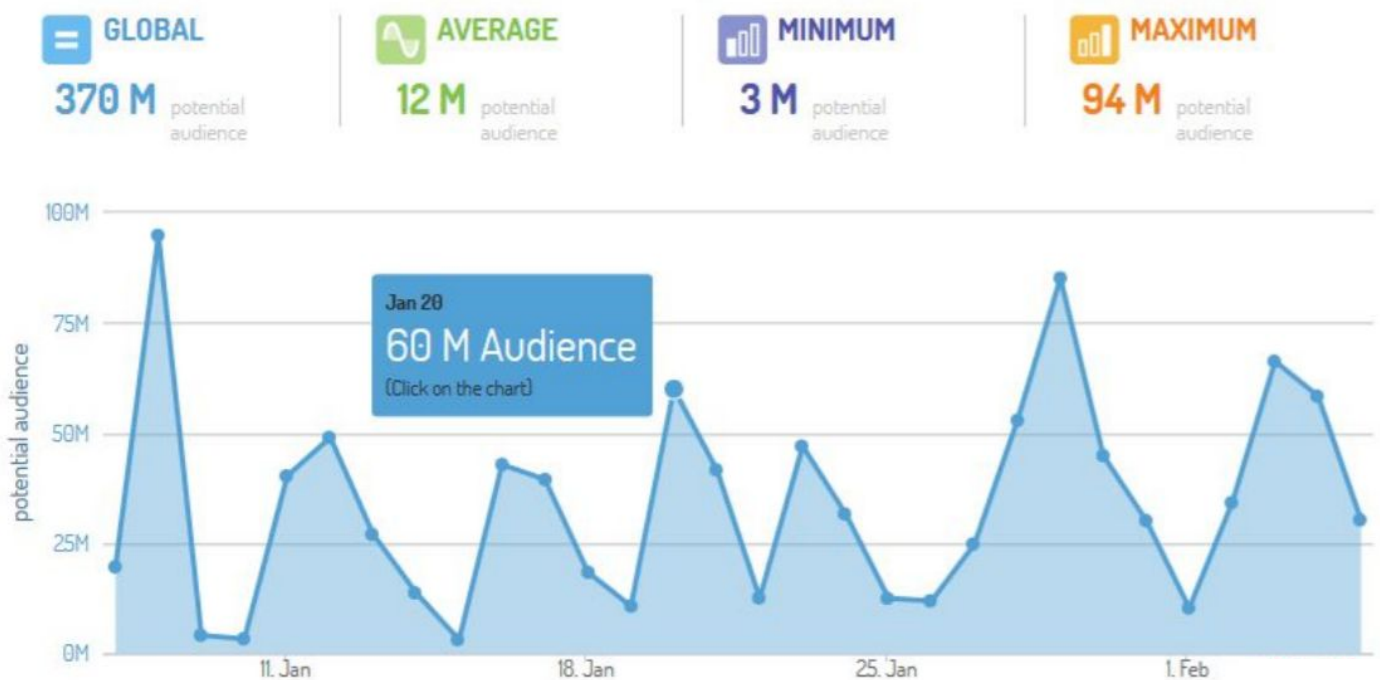 GLOBAL
370 M potential
audience
AVERAGE
12 M potential
audience
MINIMUM
3 M potential
audience
MAXIMUM
94 M potential
audience
100M
75M
50M
25M
0M
potential audience
Jan 20
60 M Audience
(Click on the chart)
11. Jan
18. Jan
25. Jan
1. Feb